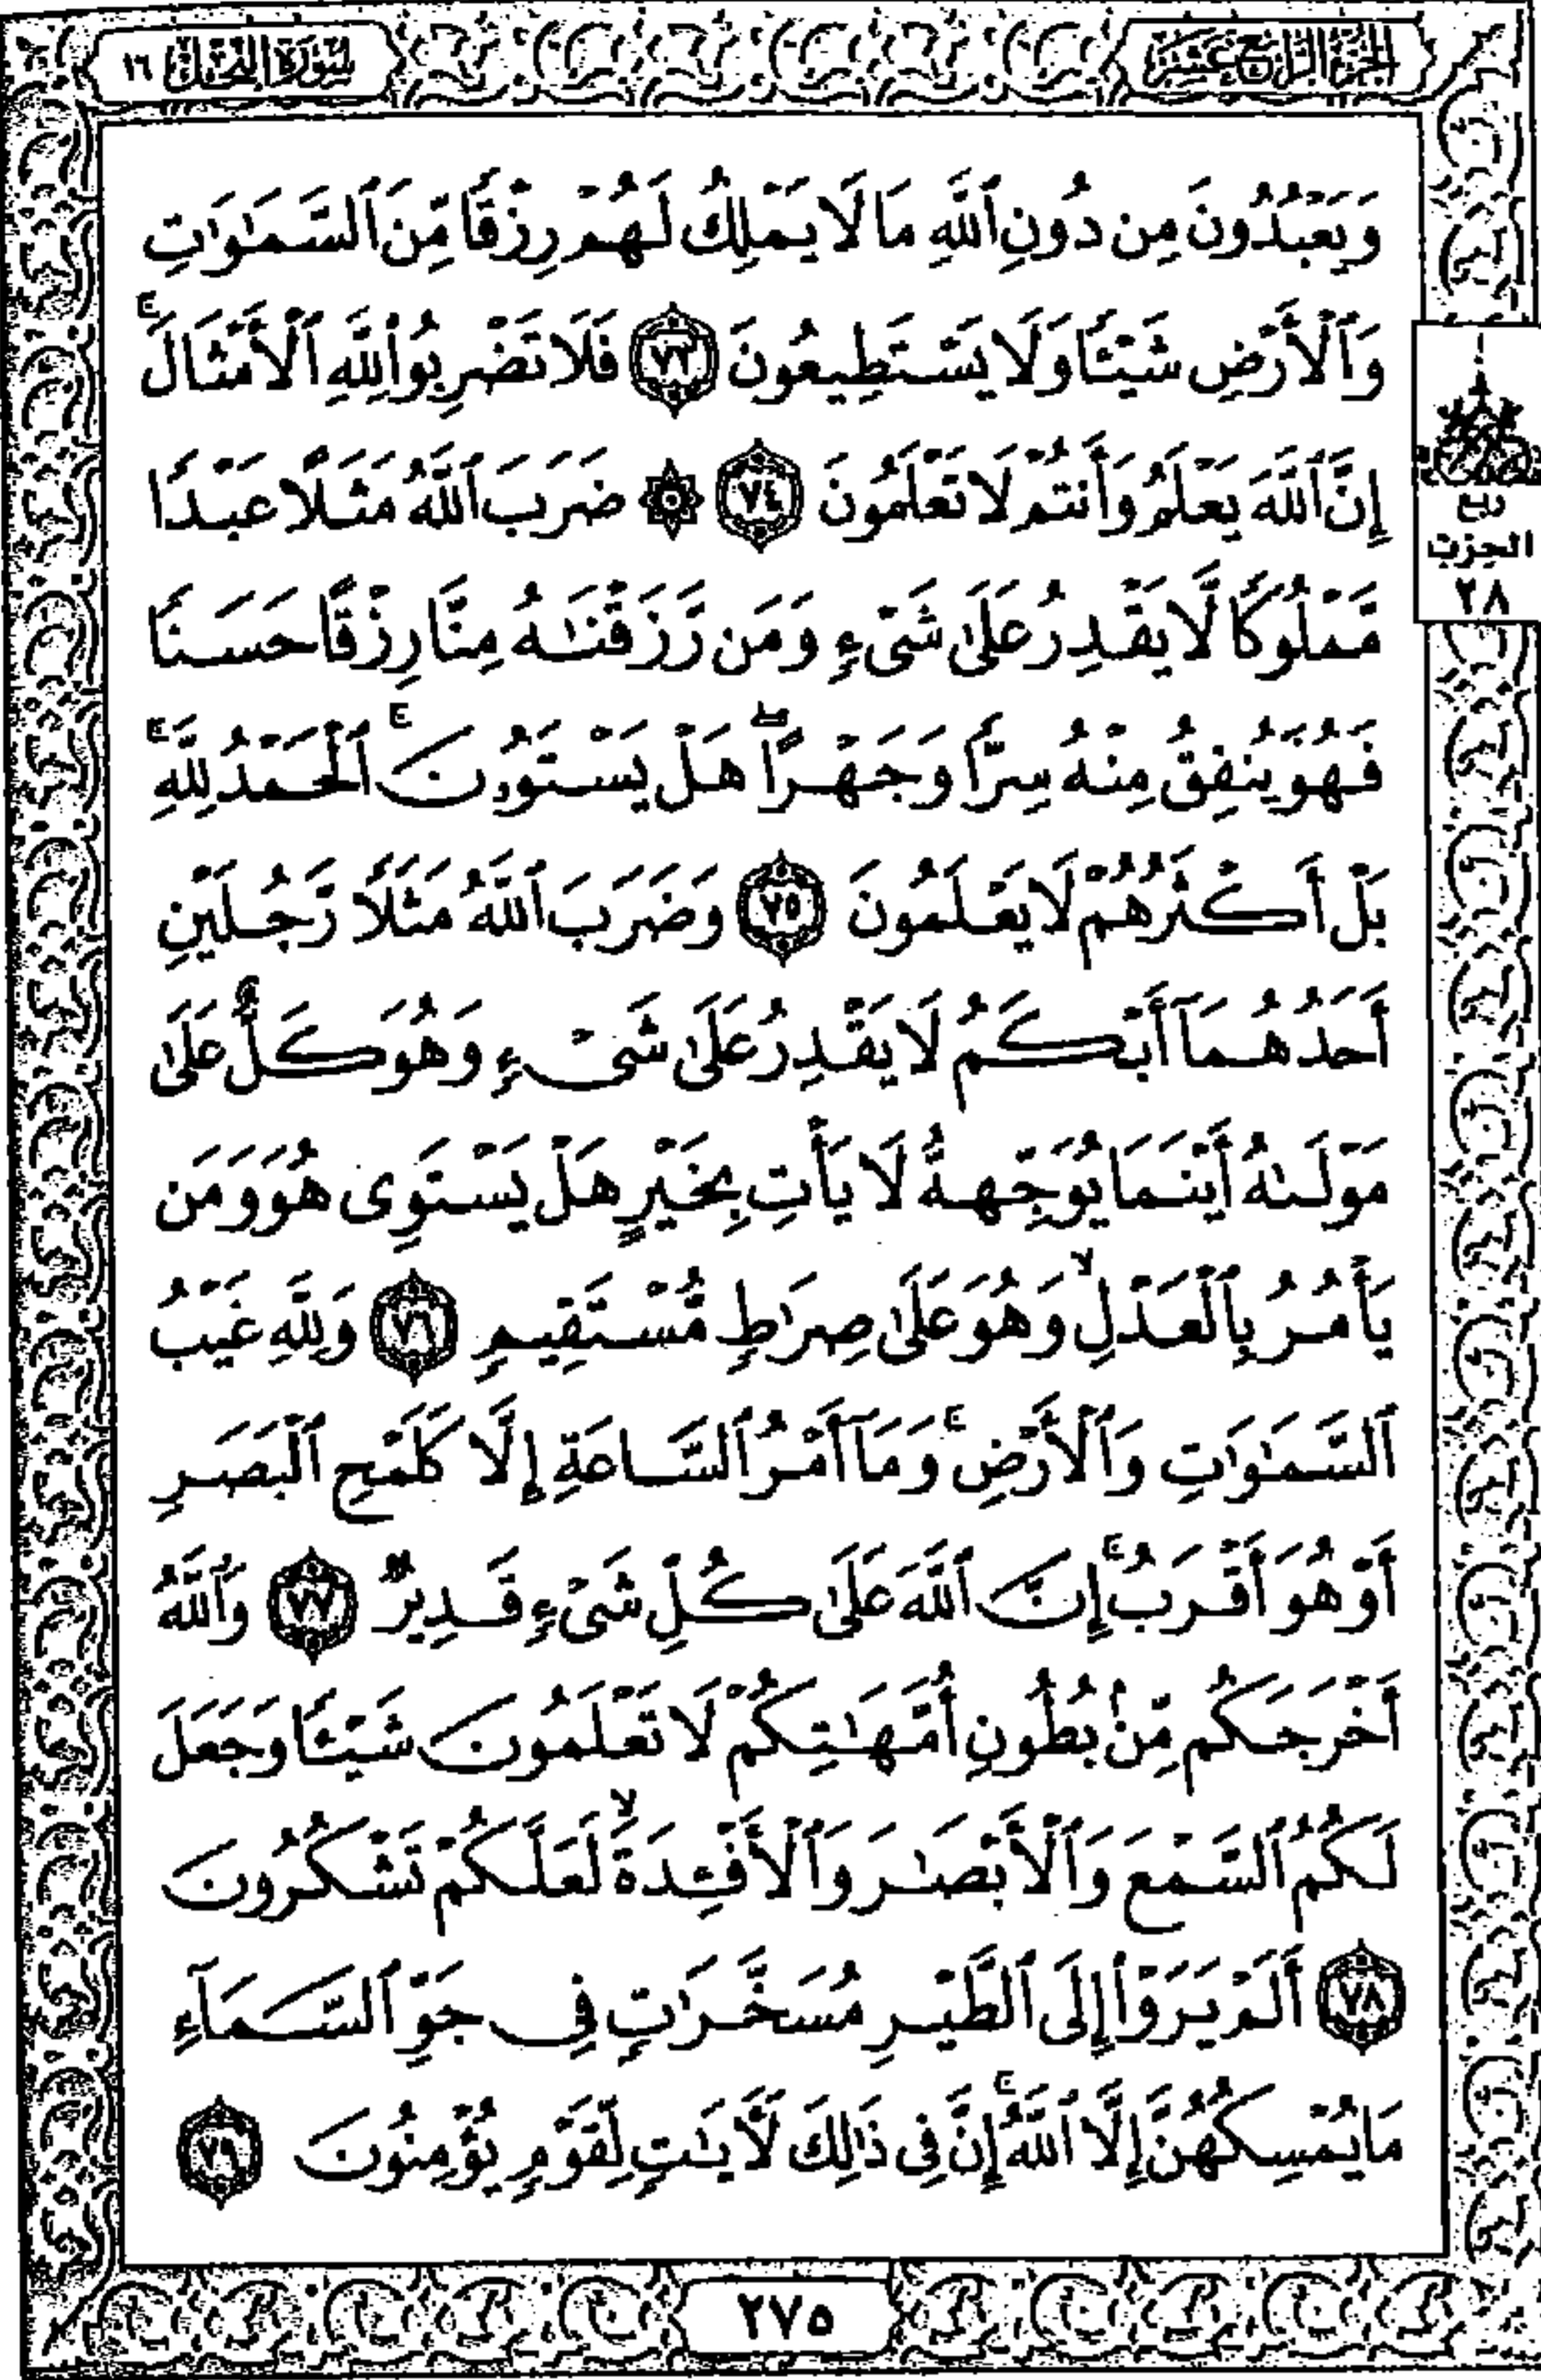 الجزء الرابع عشر
سورة النحل ١٦
وَيَعْبُدُونَ مِن دُونِ ٱللَّهِ مَا لَا يَمْلِكُ لَهُمْ رِزْقًا مِّنَ ٱلسَّمَـٰوَٰتِ
وَٱلْأَرْضِ شَيْـًٔا وَلَا يَسْتَطِيعُونَ ٧٣ فَلَا تَضْرِبُوا۟ لِلَّهِ ٱلْأَمْثَالَ ۚ
إِنَّ ٱللَّهَ يَعْلَمُ وَأَنتُمْ لَا تَعْلَمُونَ ٧٤ ۞ ضَرَبَ ٱللَّهُ مَثَلًا عَبْدًا
ربع
الحزب
٢٨
مَّمْلُوكًا لَّا يَقْدِرُ عَلَىٰ شَىْءٍ وَمَن رَّزَقْنَـٰهُ مِنَّا رِزْقًا حَسَنًا
فَهُوَ يُنفِقُ مِنْهُ سِرًّا وَجَهْرًا ۖ هَلْ يَسْتَوُۥنَ ۚ ٱلْحَمْدُ لِلَّهِ ۚ
بَلْ أَكْثَرُهُمْ لَا يَعْلَمُونَ ٧٥ وَضَرَبَ ٱللَّهُ مَثَلًا رَّجُلَيْنِ
أَحَدُهُمَآ أَبْكَمُ لَا يَقْدِرُ عَلَىٰ شَىْءٍ وَهُوَ كَلٌّ عَلَىٰ
مَوْلَىٰهُ أَيْنَمَا يُوَجِّههُّ لَا يَأْتِ بِخَيْرٍ هَلْ يَسْتَوِى هُوَ وَمَن
يَأْمُرُ بِٱلْعَدْلِ ۙ وَهُوَ عَلَىٰ صِرَٰطٍ مُّسْتَقِيمٍ ٧٦ وَلِلَّهِ غَيْبُ
ٱلسَّمَـٰوَٰتِ وَٱلْأَرْضِ ۚ وَمَآ أَمْرُ ٱلسَّاعَةِ إِلَّا كَلَمْحِ ٱلْبَصَرِ
أَوْ هُوَ أَقْرَبُ ۚ إِنَّ ٱللَّهَ عَلَىٰ كُلِّ شَىْءٍ قَدِيرٌ ٧٧ وَٱللَّهُ
أَخْرَجَكُم مِّنۢ بُطُونِ أُمَّهَـٰتِكُمْ لَا تَعْلَمُونَ شَيْـًٔا وَجَعَلَ
لَكُمُ ٱلسَّمْعَ وَٱلْأَبْصَـٰرَ وَٱلْأَفْـِٔدَةَ ۙ لَعَلَّكُمْ تَشْكُرُونَ
٧٨ أَلَمْ يَرَوْا۟ إِلَى ٱلطَّيْرِ مُسَخَّرَٰتٍ فِى جَوِّ ٱلسَّمَآءِ
مَا يُمْسِكُهُنَّ إِلَّا ٱللَّهُ ۚ إِنَّ فِى ذَٰلِكَ لَـَٔايَـٰتٍ لِّقَوْمٍ يُؤْمِنُونَ ٧٩
٢٧٥